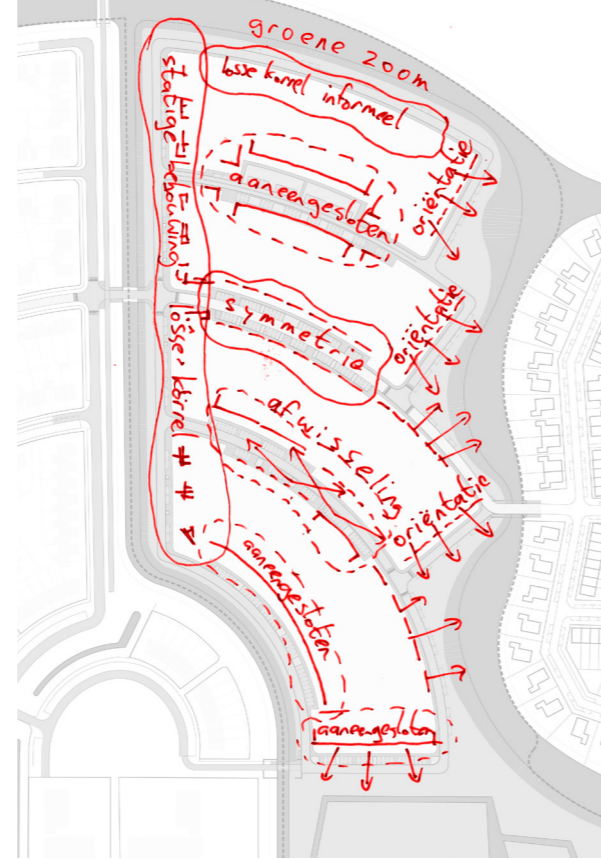 groene zoom
losse korrel informeel
statige bebouwing losse korrel
oriëntatie
aaneengesloten
symmetrie
oriëntatie
afwisseling
oriëntatie
aaneengesloten
aaneengesloten